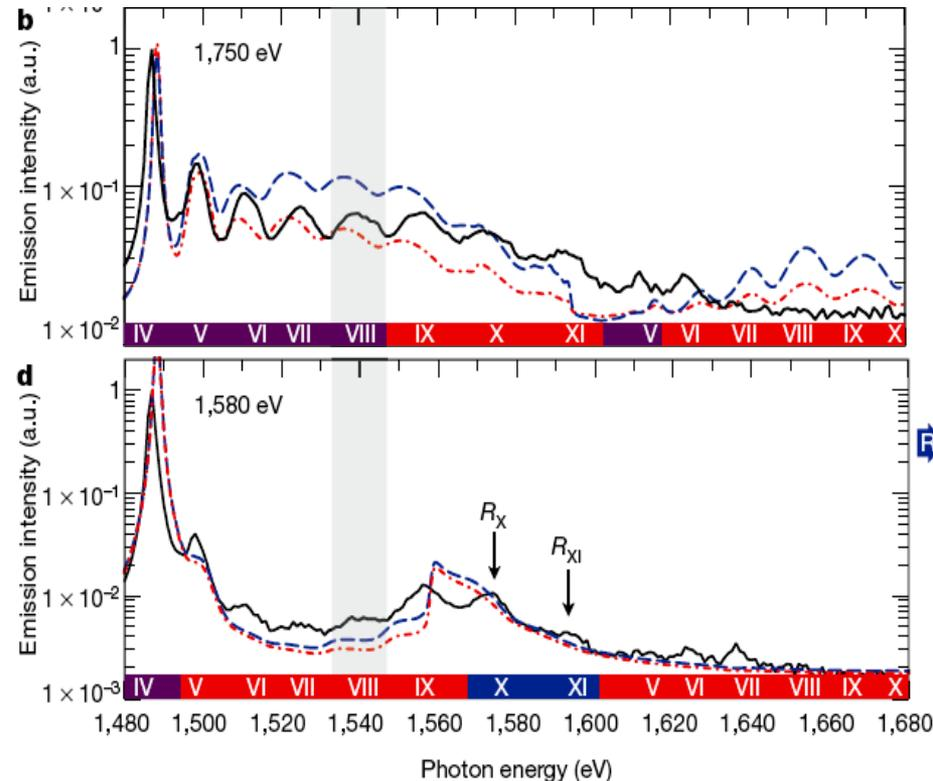 b
1,750 eV
Emission intensity (a.u.)
1
1 × 10⁻¹
1 × 10⁻²
IV V VI VII VIII IX X XI V VI VII VIII IX X
d
1,580 eV
R_X
R_XI
Emission intensity (a.u.)
1
1 × 10⁻¹
1 × 10⁻²
1 × 10⁻³
IV V VI VII VIII IX X XI V VI VII VIII IX X
1,480 1,500 1,520 1,540 1,560 1,580 1,600 1,620 1,640 1,660 1,680
Photon energy (eV)